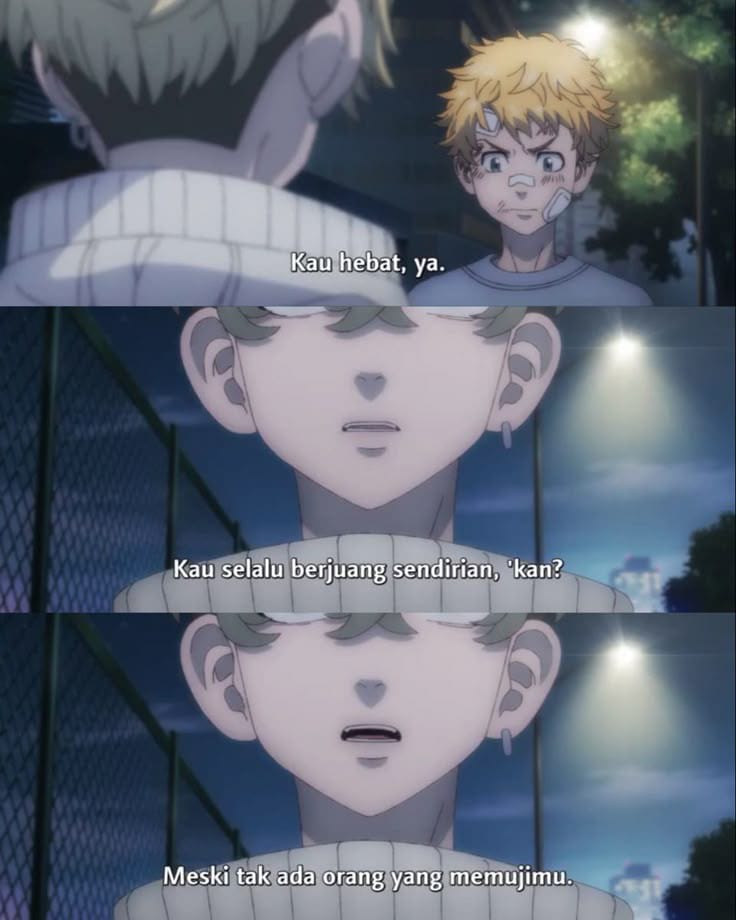 Kau hebat, ya.
Kau selalu berjuang sendirian, 'kan?
Meski tak ada orang yang memujimu.